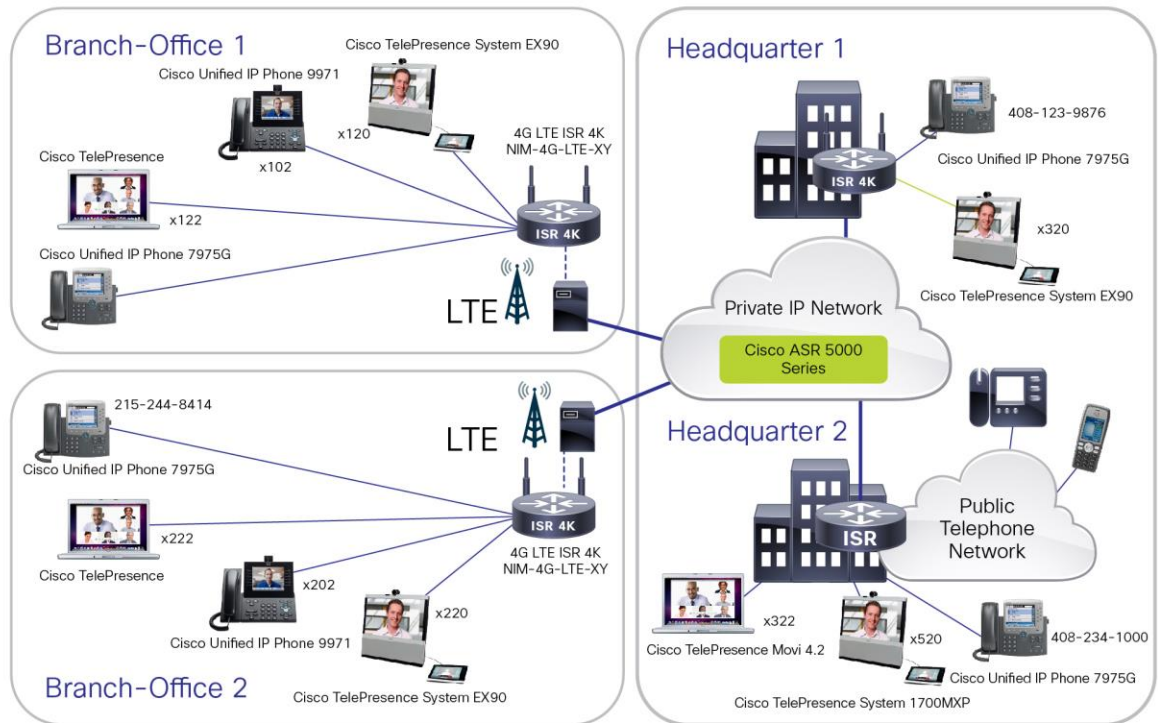 Branch-Office 1
Cisco TelePresence System EX90
Cisco Unified IP Phone 9971
x120
4G LTE ISR 4K
NIM-4G-LTE-XY
Cisco TelePresence
x102
x122
ISR 4K
Cisco Unified IP Phone 7975G
LTE
Headquarter 1
408-123-9876
Cisco Unified IP Phone 7975G
ISR 4K
x320
Cisco TelePresence System EX90
Private IP Network
Cisco ASR 5000
Series
215-244-8414
LTE
Cisco Unified IP Phone 7975G
ISR 4K
x222
4G LTE ISR 4K
NIM-4G-LTE-XY
Cisco TelePresence
x202
x220
Cisco Unified IP Phone 9971
Cisco TelePresence System EX90
Branch-Office 2
Headquarter 2
Public
Telephone
Network
ISR
x322
x520
408-234-1000
Cisco TelePresence Movi 4.2
Cisco Unified IP Phone 7975G
Cisco TelePresence System 1700MXP